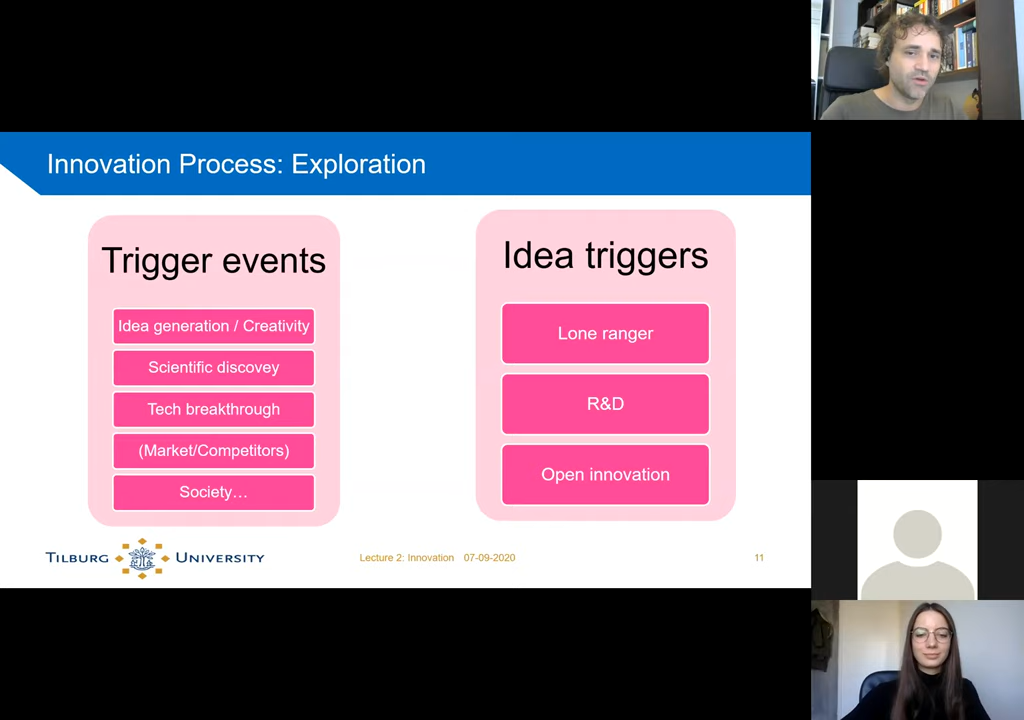 Innovation Process: Exploration
Trigger events
Idea generation / Creativity
Scientific discovey
Tech breakthrough
(Market/Competitors)
Society…
Idea triggers
Lone ranger
R&D
Open innovation
TILBURG UNIVERSITY
Lecture 2: Innovation 07-09-2020
11